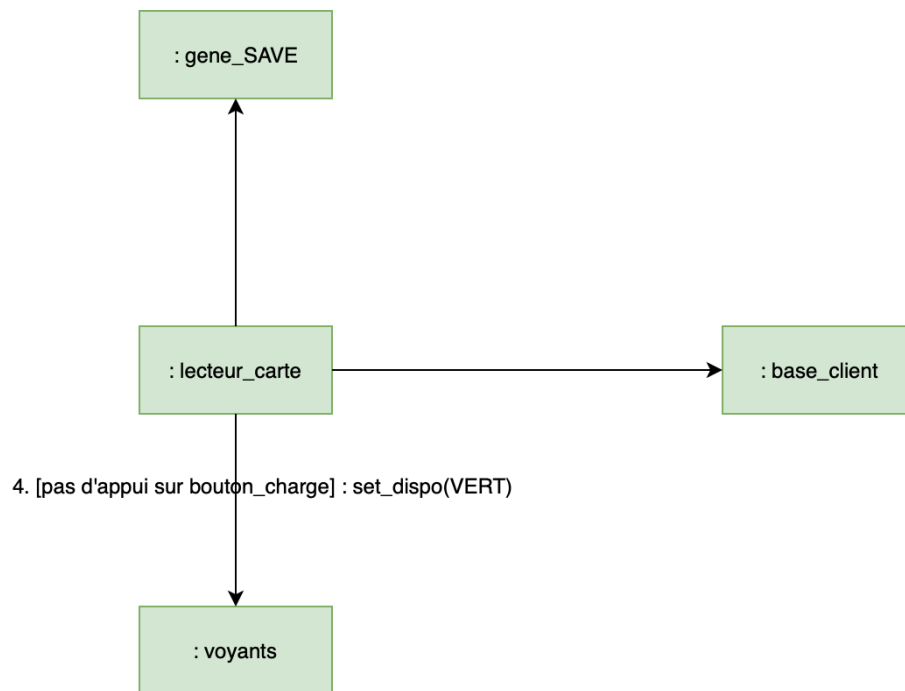 : gene_SAVE
: lecteur_carte
: base_client
4. [pas d'appui sur bouton_charge] : set_dispo(VERT)
: voyants